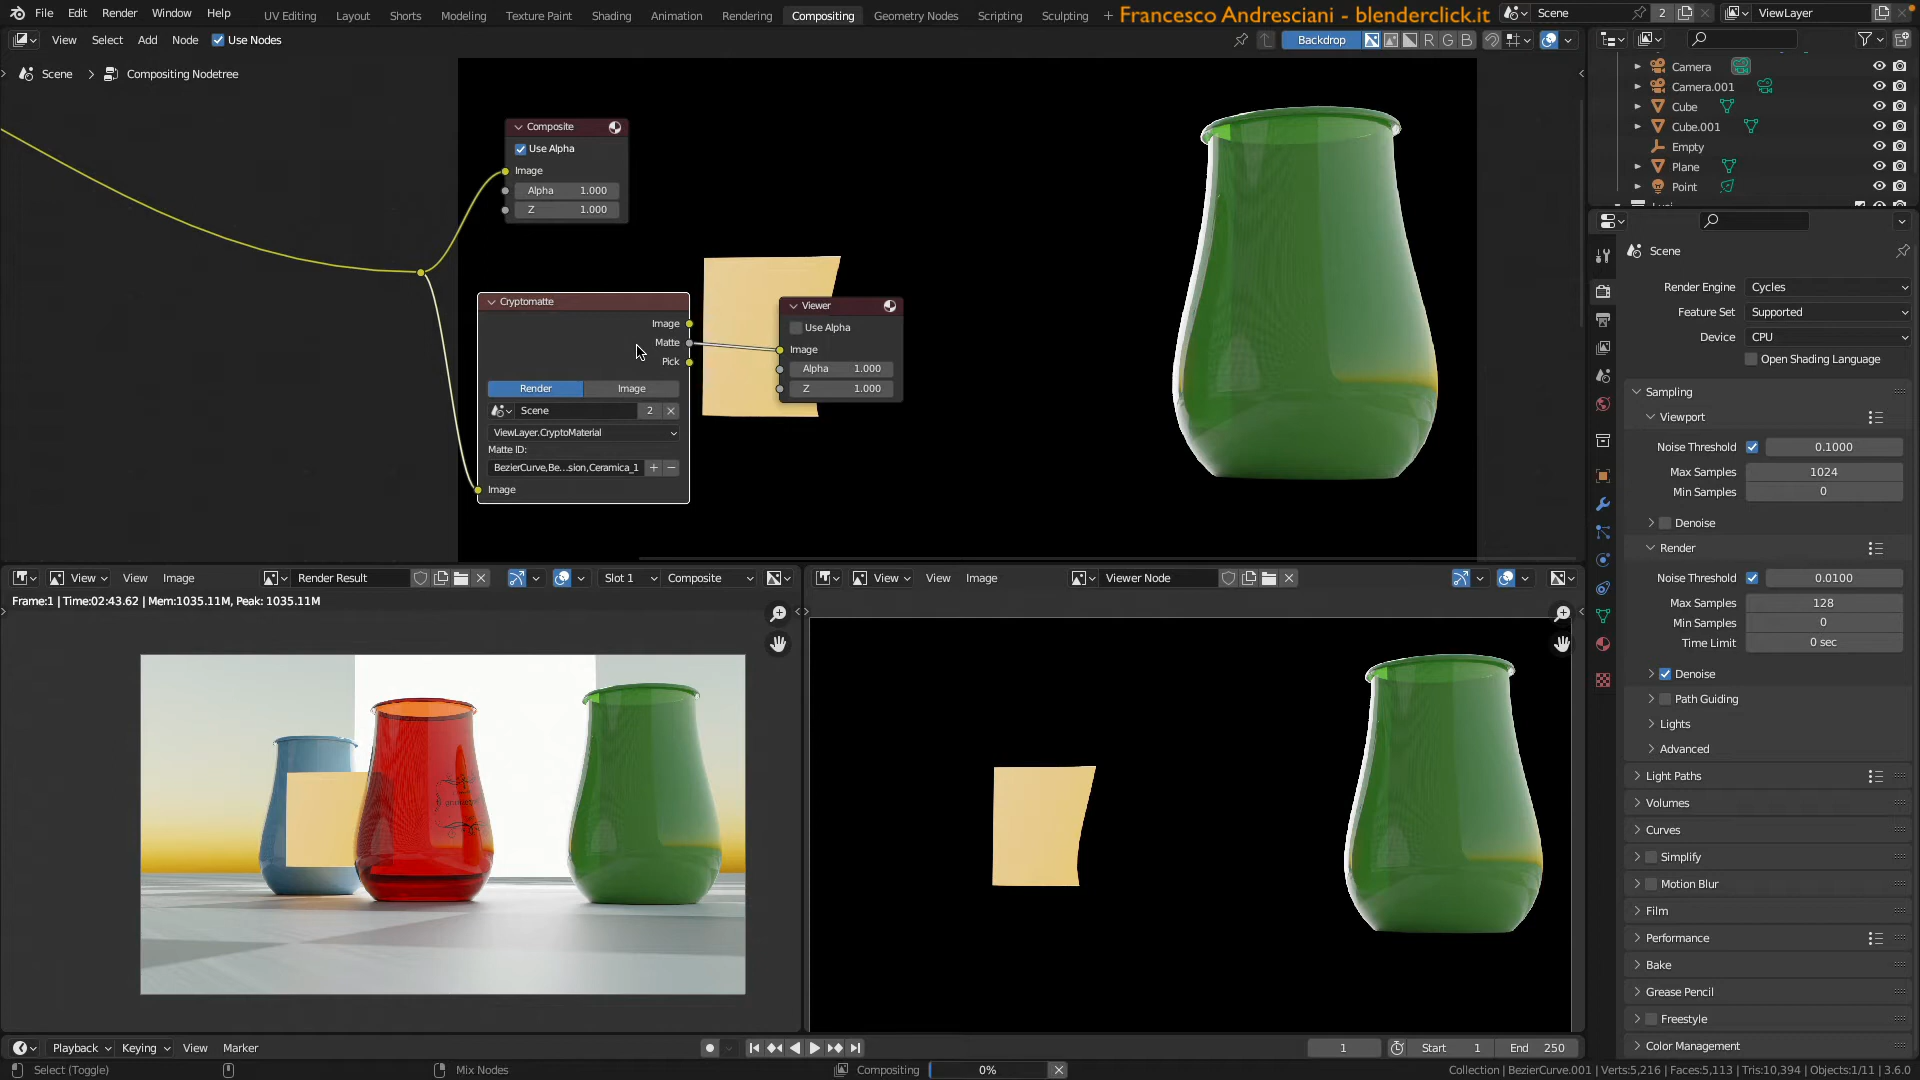 File Edit Render Window Help UV Editing Layout Shorts Modeling Texture Paint Shading Animation Rendering Compositing Geometry Nodes Scripting Sculpting + Francesco Andresciani - blenderclick.it Scene 2 ViewLayer
View Select Add Node Use Nodes Backdrop R G B
Scene > Compositing Nodetree
Camera
Camera.001
Cube
Cube.001
Empty
Plane
Point
Composite
Use Alpha
Image
Alpha 1.000
Z 1.000
Cryptomatte
Image
Matte
Pick
Render Image
Scene 2
ViewLayer.CryptoMaterial
Matte ID:
BezierCurve,Be...sion,Ceramica_1
Image
Viewer
Use Alpha
Image
Alpha 1.000
Z 1.000
Scene
Render Engine Cycles
Feature Set Supported
Device CPU
Open Shading Language
Sampling
Viewport
Noise Threshold 0.1000
Max Samples 1024
Min Samples 0
Denoise
Render
Noise Threshold 0.0100
Max Samples 128
Min Samples 0
Time Limit 0 sec
Denoise
Path Guiding
Lights
Advanced
Light Paths
Volumes
Curves
Simplify
Motion Blur
Film
Performance
Bake
Grease Pencil
Freestyle
Color Management
View View Image Render Result Slot 1 Composite
Frame:1 | Time:02:43.62 | Mem:1035.11M, Peak: 1035.11M
View View Image Viewer Node
Playback Keying View Marker 1 Start 1 End 250
Select (Toggle) Mix Nodes Compositing 0% Collection | BezierCurve.001 | Verts:5,216 | Faces:5,113 | Tris:10,394 | Objects:1/11 | 3.6.0